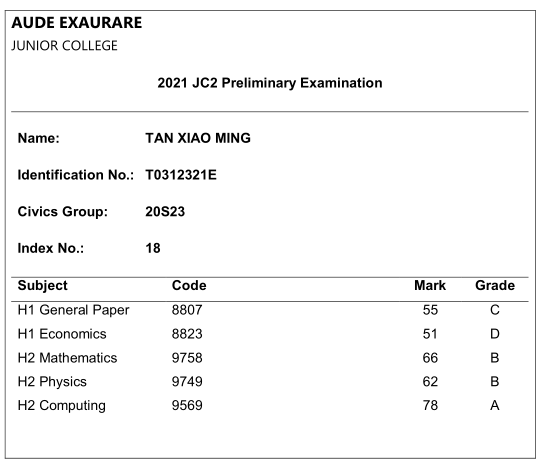 AUDE EXAURARE
JUNIOR COLLEGE
2021 JC2 Preliminary Examination
Name: TAN XIAO MING
Identification No.: T0312321E
Civics Group: 20S23
Index No.: 18
Subject Code Mark Grade
H1 General Paper 8807 55 C
H1 Economics 8823 51 D
H2 Mathematics 9758 66 B
H2 Physics 9749 62 B
H2 Computing 9569 78 A